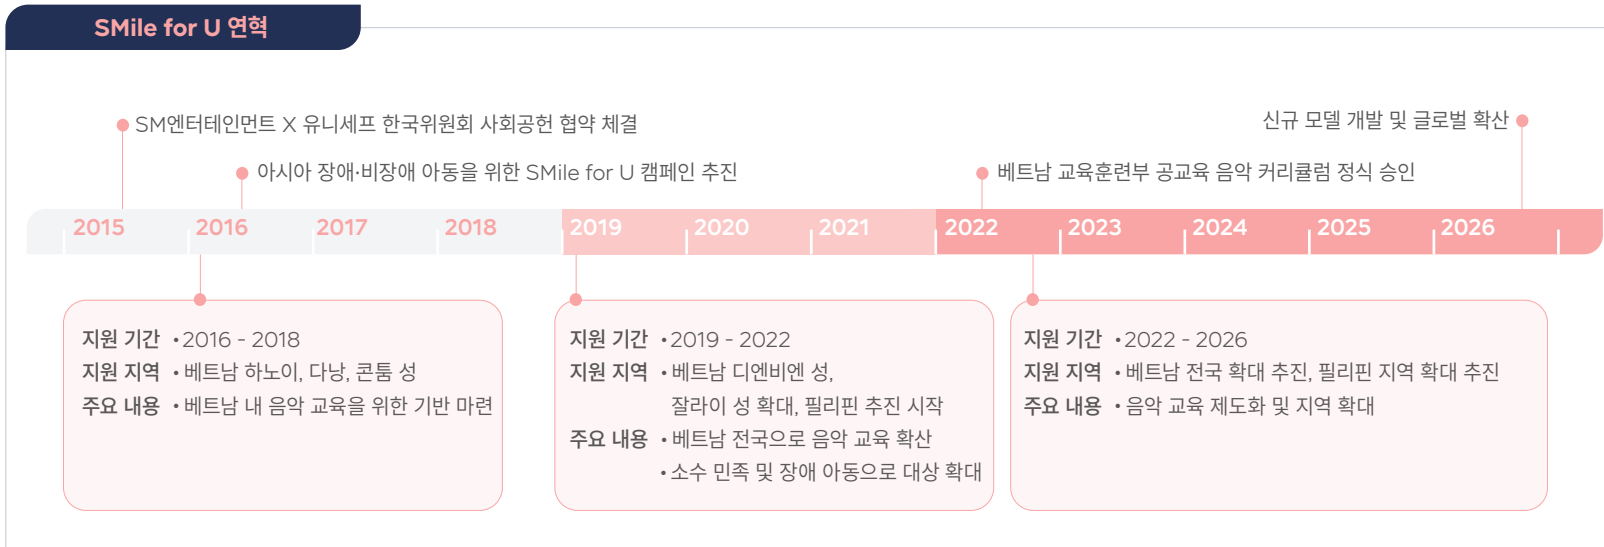 SMile for U 연혁
SM엔터테인먼트 X 유니세프 한국위원회 사회공헌 협약 체결
신규 모델 개발 및 글로벌 확산
아시아 장애·비장애 아동을 위한 SMile for U 캠페인 추진
베트남 교육훈련부 공교육 음악 커리큘럼 정식 승인
2015 2016 2017 2018 2019 2020 2021 2022 2023 2024 2025 2026
지원 기간 • 2016 - 2018
지원 지역 • 베트남 하노이, 다낭, 콘툼 성
주요 내용 • 베트남 내 음악 교육을 위한 기반 마련
지원 기간 • 2019 - 2022
지원 지역 • 베트남 디엔비엔 성,
잘라이 성 확대, 필리핀 추진 시작
주요 내용 • 베트남 전국으로 음악 교육 확산
• 소수 민족 및 장애 아동으로 대상 확대
지원 기간 • 2022 - 2026
지원 지역 • 베트남 전국 확대 추진, 필리핀 지역 확대 추진
주요 내용 • 음악 교육 제도화 및 지역 확대